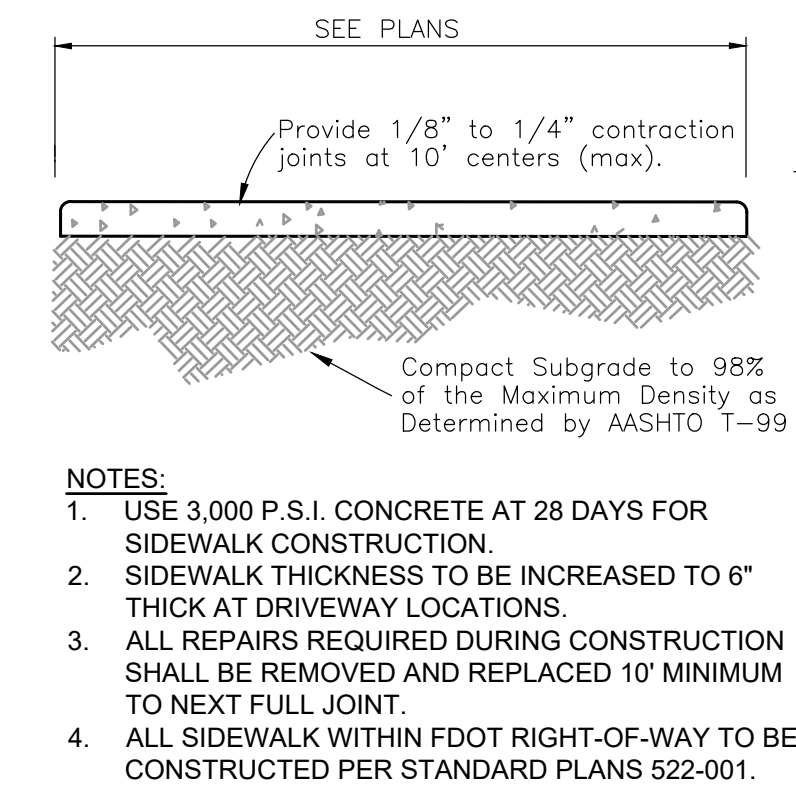 SEE PLANS
Provide 1/8" to 1/4" contraction
joints at 10' centers (max).
Compact Subgrade to 98%
of the Maximum Density as
Determined by AASHTO T-99
NOTES:
1. USE 3,000 P.S.I. CONCRETE AT 28 DAYS FOR
SIDEWALK CONSTRUCTION.
2. SIDEWALK THICKNESS TO BE INCREASED TO 6"
THICK AT DRIVEWAY LOCATIONS.
3. ALL REPAIRS REQUIRED DURING CONSTRUCTION
SHALL BE REMOVED AND REPLACED 10' MINIMUM
TO NEXT FULL JOINT.
4. ALL SIDEWALK WITHIN FDOT RIGHT-OF-WAY TO BE
CONSTRUCTED PER STANDARD PLANS 522-001.